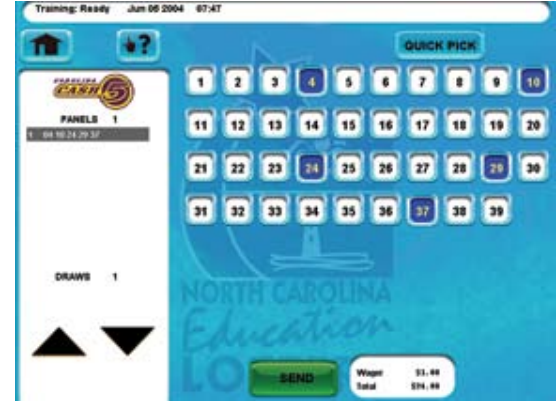 Training: Ready Jun 05 2004 07:47
?
QUICK PICK
CAROLINA
CASH 5
PANELS 1
1 04 10 24 29 37
1 2 3 4 5 6 7 8 9 10
11 12 13 14 15 16 17 18 19 20
21 22 23 24 25 26 27 28 29 30
31 32 33 34 35 36 37 38 39
DRAWS 1
NORTH CAROLINA
Education
LO
SEND
Wager $1.00
Total